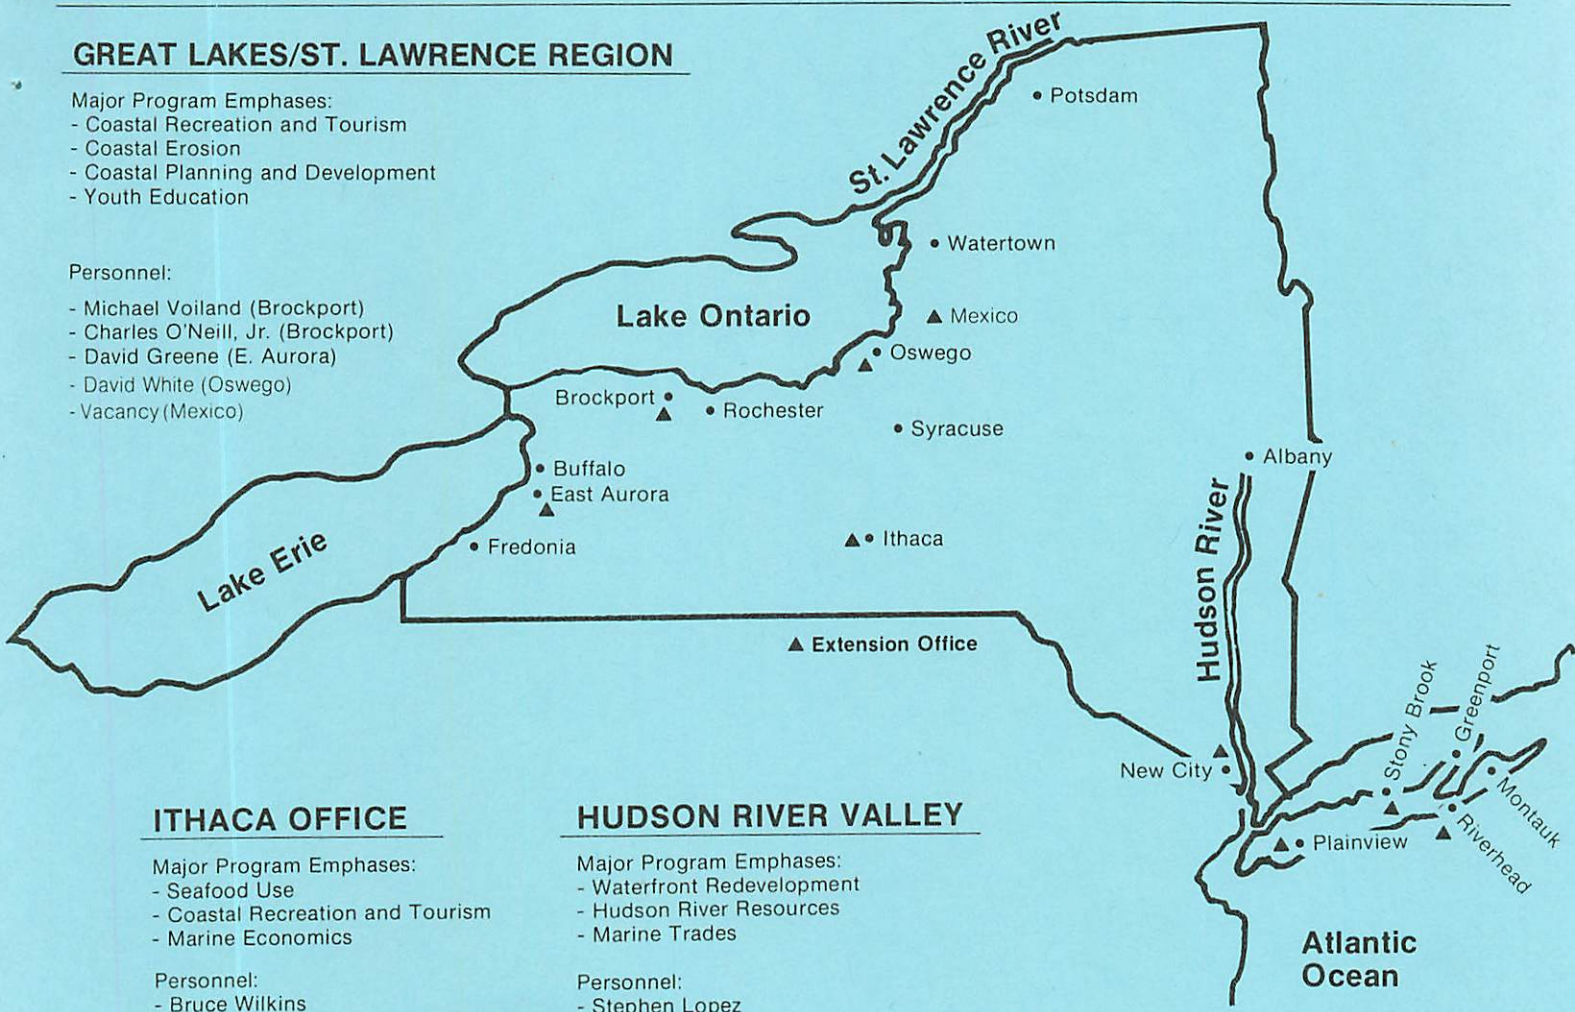 GREAT LAKES/ST. LAWRENCE REGION
Major Program Emphases:
- Coastal Recreation and Tourism
- Coastal Erosion
- Coastal Planning and Development
- Youth Education
Personnel:
- Michael Voiland (Brockport)
- Charles O'Neill, Jr. (Brockport)
- David Greene (E. Aurora)
- David White (Oswego)
- Vacancy (Mexico)
St. Lawrence River
Potsdam
Watertown
Lake Ontario
Mexico
Oswego
Brockport
Rochester
Syracuse
Buffalo
East Aurora
Albany
Fredonia
Ithaca
Lake Erie
Hudson River
Extension Office
Stony Brook
Greenport
New City
Montauk
Plainview
Riverhead
Atlantic
Ocean
ITHACA OFFICE
Major Program Emphases:
- Seafood Use
- Coastal Recreation and Tourism
- Marine Economics
Personnel:
- Bruce Wilkins
HUDSON RIVER VALLEY
Major Program Emphases:
- Waterfront Redevelopment
- Hudson River Resources
- Marine Trades
Personnel:
- Stephen Lopez